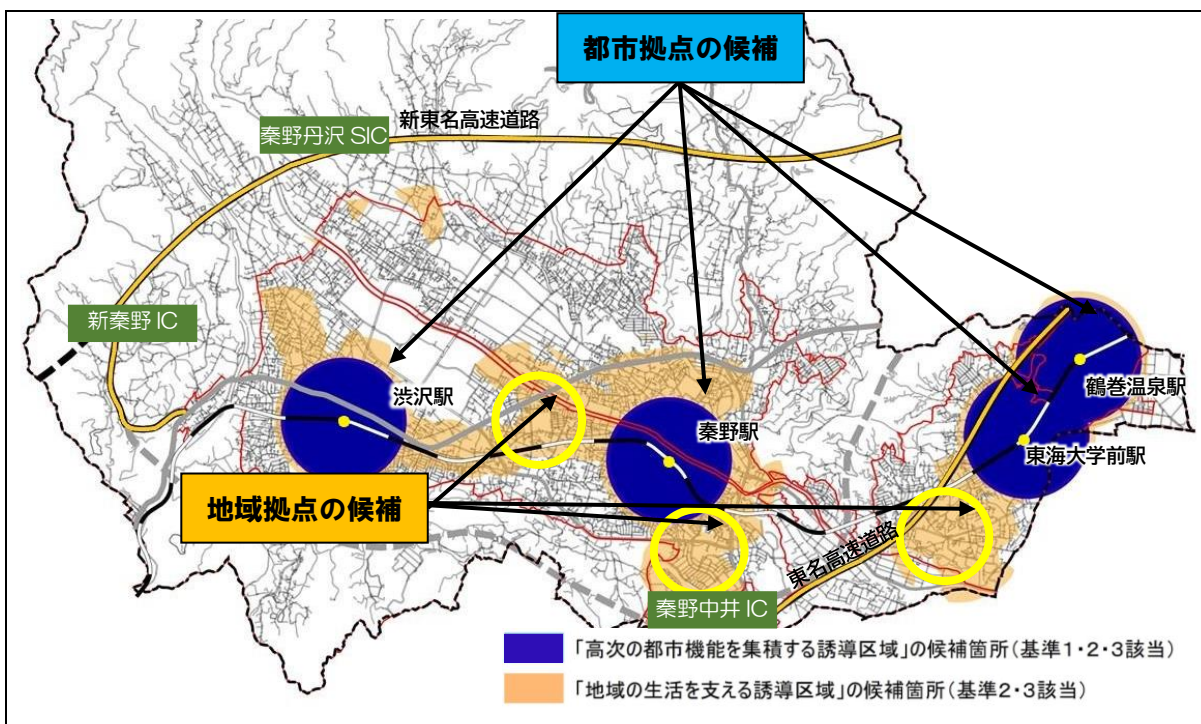 都市拠点の候補
新東名高速道路
秦野丹沢 SIC
新秦野 IC
渋沢駅
秦野駅
鶴巻温泉駅
東海大学前駅
地域拠点の候補
東名高速道路
秦野中井 IC
「高次の都市機能を集積する誘導区域」の候補箇所(基準1・2・3該当)
「地域の生活を支える誘導区域」の候補箇所(基準2・3該当)